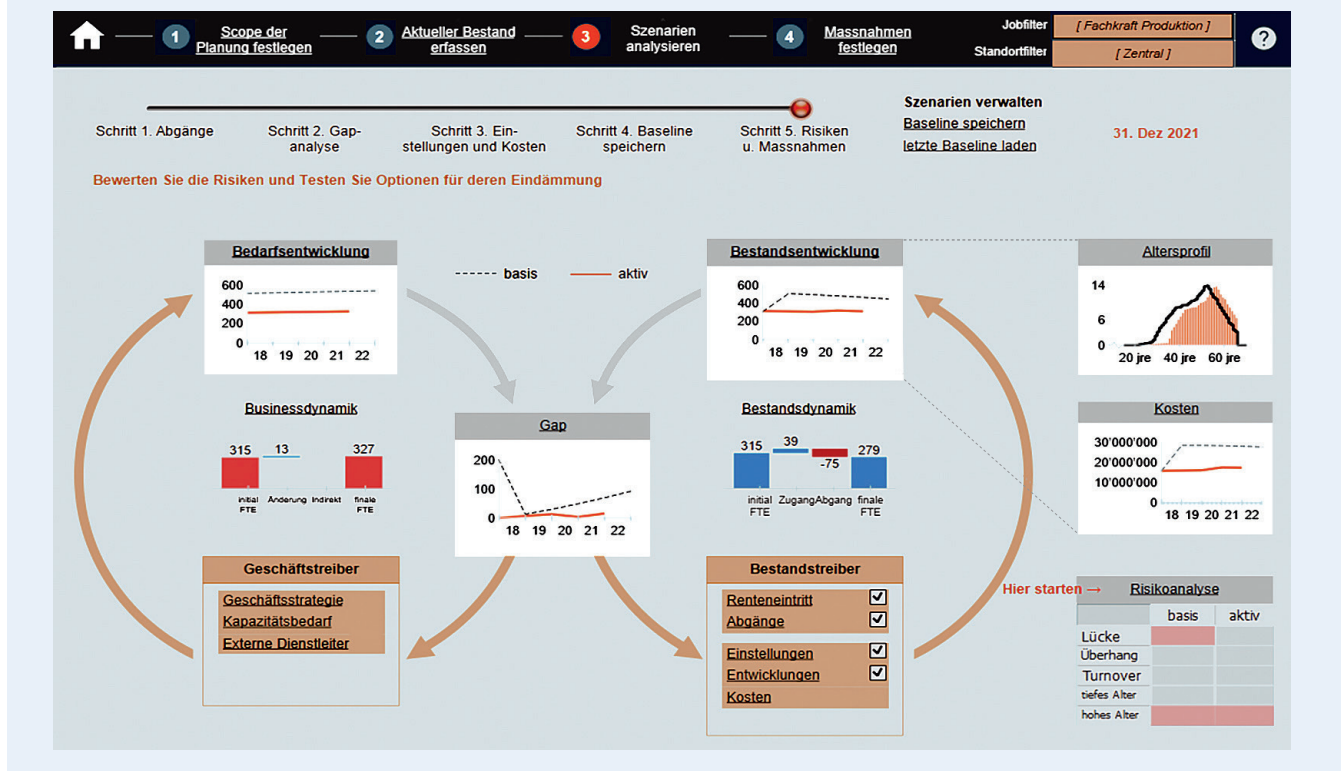 1 Scope der Planung festlegen
2 Aktueller Bestand erfassen
3 Szenarien analysieren
4 Massnahmen festlegen
Jobfilter [ Fachkraft Produktion ]
Standortfilter [ Zentral ]
?
Schritt 1. Abgänge
Schritt 2. Gap-
analyse
Schritt 3. Ein-
stellungen und Kosten
Schritt 4. Baseline
speichern
Schritt 5. Risiken
u. Massnahmen
Szenarien verwalten
Baseline speichern
letzte Baseline laden
31. Dez 2021
Bewerten Sie die Risiken und Testen Sie Optionen für deren Eindämmung
Bedarfsentwicklung
600
400
200
0
18 19 20 21 22
basis aktiv
Bestandsentwicklung
600
400
200
0
18 19 20 21 22
Altersprofil
14
6
0
20 jre 40 jre 60 jre
Businessdynamik
315 13 327
initial FTE Änderung Indirekt finale FTE
Gap
200
100
0
18 19 20 21 22
Bestandsdynamik
315 39 -75 279
initial FTE Zugang Abgang finale FTE
Kosten
30'000'000
20'000'000
10'000'000
0
18 19 20 21 22
Geschäftstreiber
Geschäftsstrategie
Kapazitätsbedarf
Externe Dienstleiter
Bestandstreiber
Renteneintritt
Abgänge
Einstellungen
Entwicklungen
Kosten
Hier starten → Risikoanalyse
basis aktiv
Lücke
Überhang
Turnover
tiefes Alter
hohes Alter